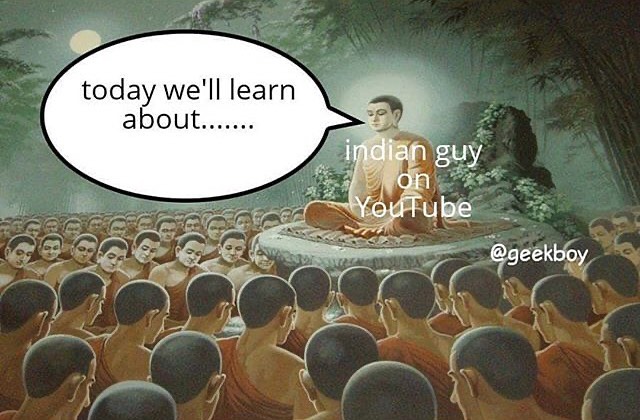 today we'll learn
about.......
indian guy
on
YouTube
@geekboy